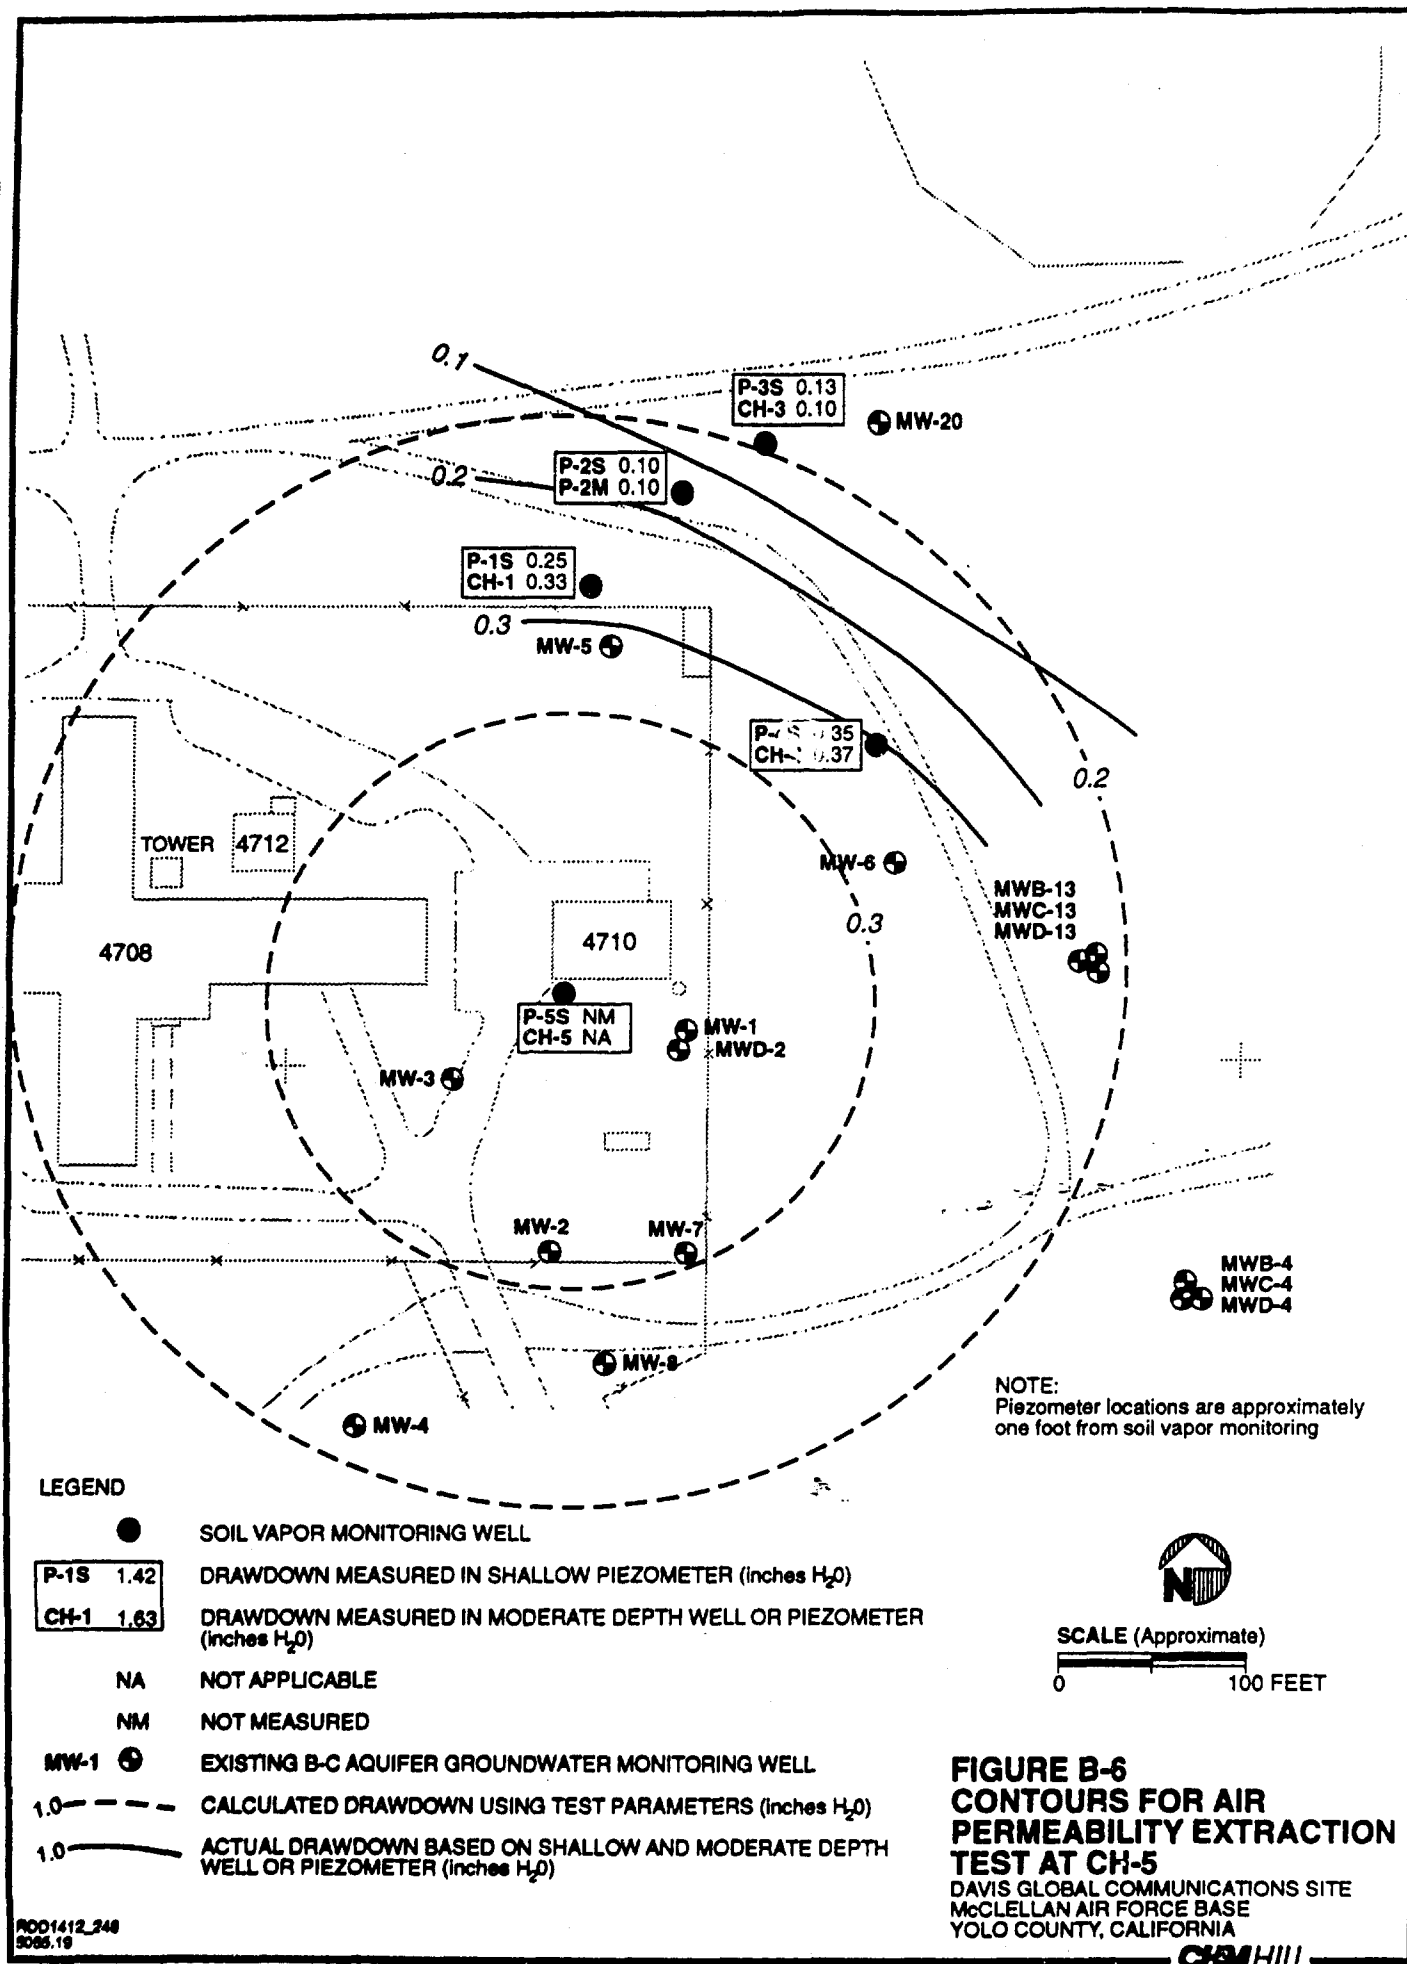 0.1
P-3S 0.13
CH-3 0.10
MW-20
0.2
P-2S 0.10
P-2M 0.10
P-1S 0.25
CH-1 0.33
0.3
MW-5
35
CH- 0.37
0.2
TOWER
4712
MW-6
MWB-13
MWC-13
MWD-13
0.3
4708
4710
P-5S NM
CH-5 NA
MW-1
MWD-2
MW-3
MW-2
MW-7
MWB-4
MWC-4
MWD-4
MW-8
MW-4
NOTE:
Piezometer locations are approximately
one foot from soil vapor monitoring
LEGEND
SOIL VAPOR MONITORING WELL
P-1S 1.42
DRAWDOWN MEASURED IN SHALLOW PIEZOMETER (inches H2O)
CH-1 1.63
DRAWDOWN MEASURED IN MODERATE DEPTH WELL OR PIEZOMETER
(inches H2O)
NA NOT APPLICABLE
NM NOT MEASURED
MW-1 EXISTING B-C AQUIFER GROUNDWATER MONITORING WELL
1.0 CALCULATED DRAWDOWN USING TEST PARAMETERS (inches H2O)
1.0 ACTUAL DRAWDOWN BASED ON SHALLOW AND MODERATE DEPTH
WELL OR PIEZOMETER (inches H2O)
N
SCALE (Approximate)
0 100 FEET
FIGURE B-6
CONTOURS FOR AIR
PERMEABILITY EXTRACTION
TEST AT CH-5
DAVIS GLOBAL COMMUNICATIONS SITE
McCLELLAN AIR FORCE BASE
YOLO COUNTY, CALIFORNIA
CH2M HILL
RDD1412_248
5065.19